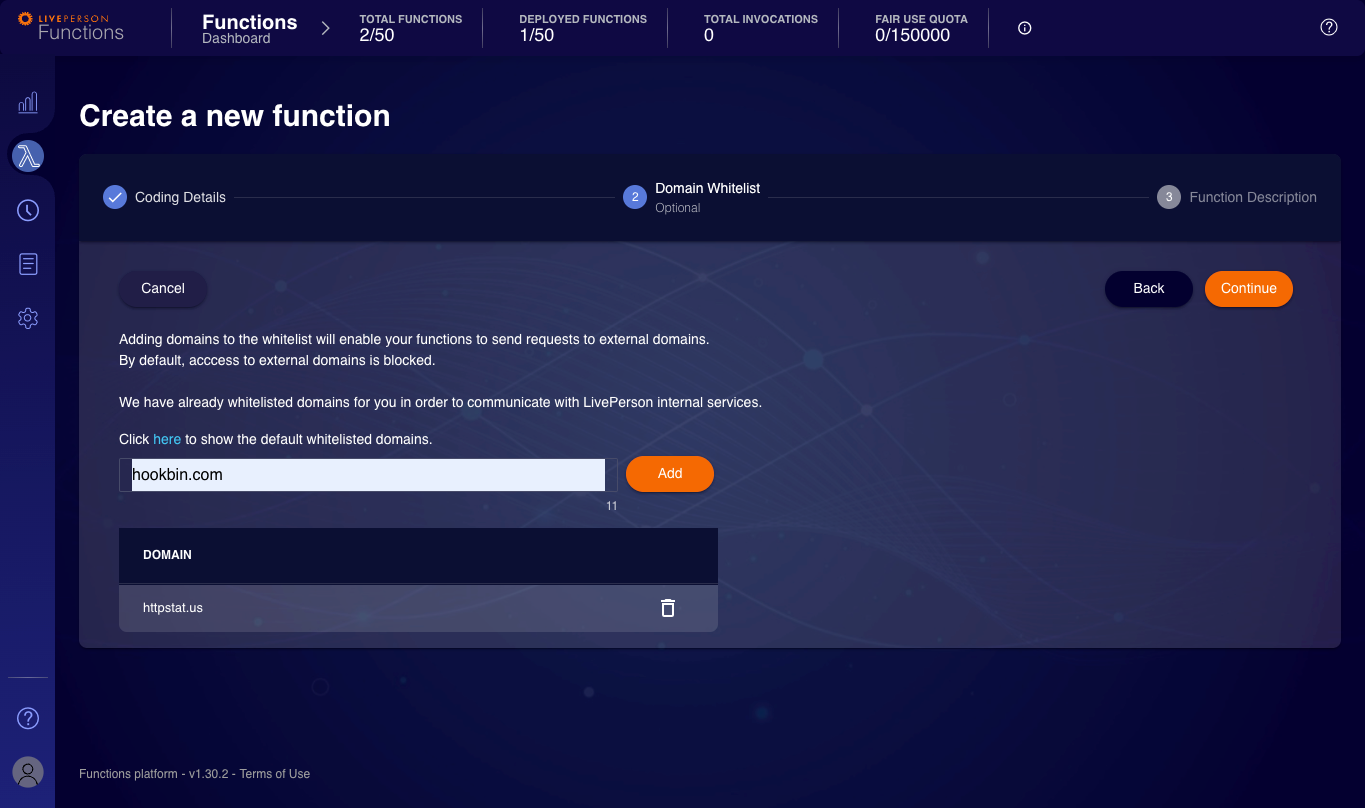 LIVEPERSON
Functions
Functions
Dashboard
TOTAL FUNCTIONS
2/50
DEPLOYED FUNCTIONS
1/50
TOTAL INVOCATIONS
0
FAIR USE QUOTA
0/150000
Create a new function
Coding Details
2
Domain Whitelist
Optional
3
Function Description
Cancel
Back
Continue
Adding domains to the whitelist will enable your functions to send requests to external domains.
By default, acccess to external domains is blocked.
We have already whitelisted domains for you in order to communicate with LivePerson internal services.
Click here to show the default whitelisted domains.
hookbin.com
Add
11
DOMAIN
httpstat.us
Functions platform - v1.30.2 - Terms of Use